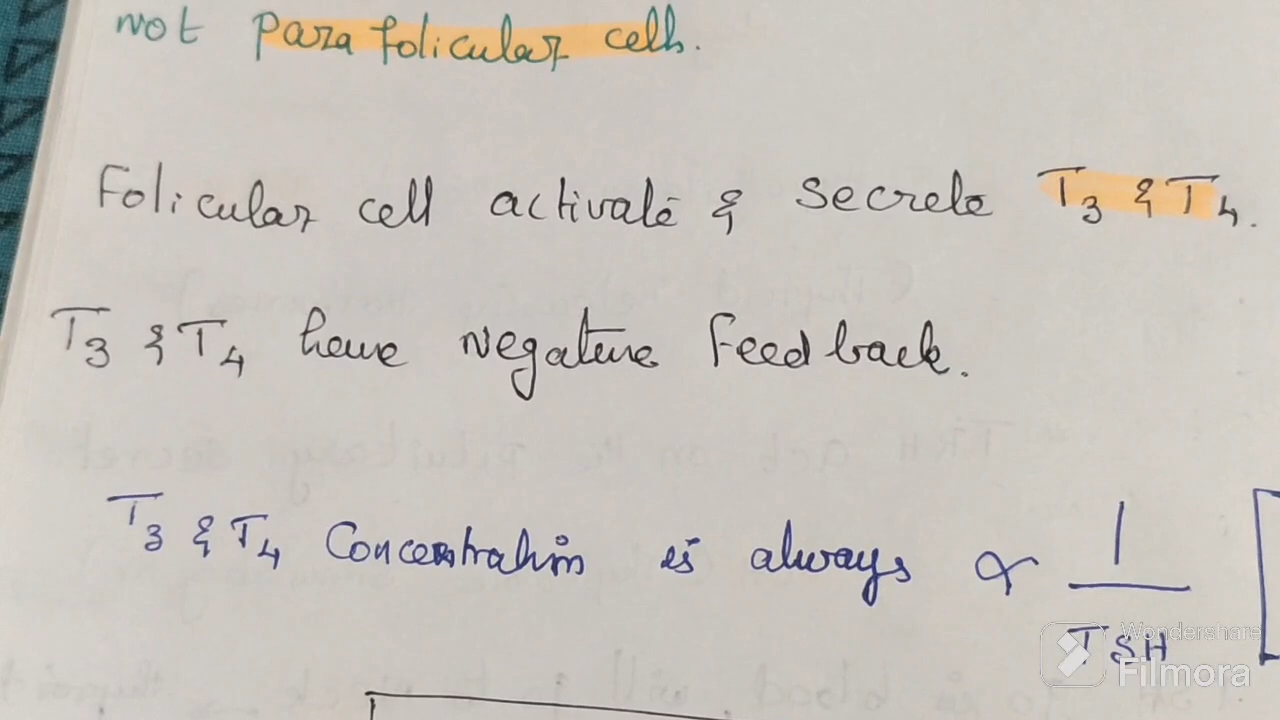 not Para folicular cells.
Folicular cell activate & secrete T3 & T4.
T3 & T4 have negative feedback.
T3 & T4 Concentration is always ∝ 1
TSH
Wondershare
Filmora